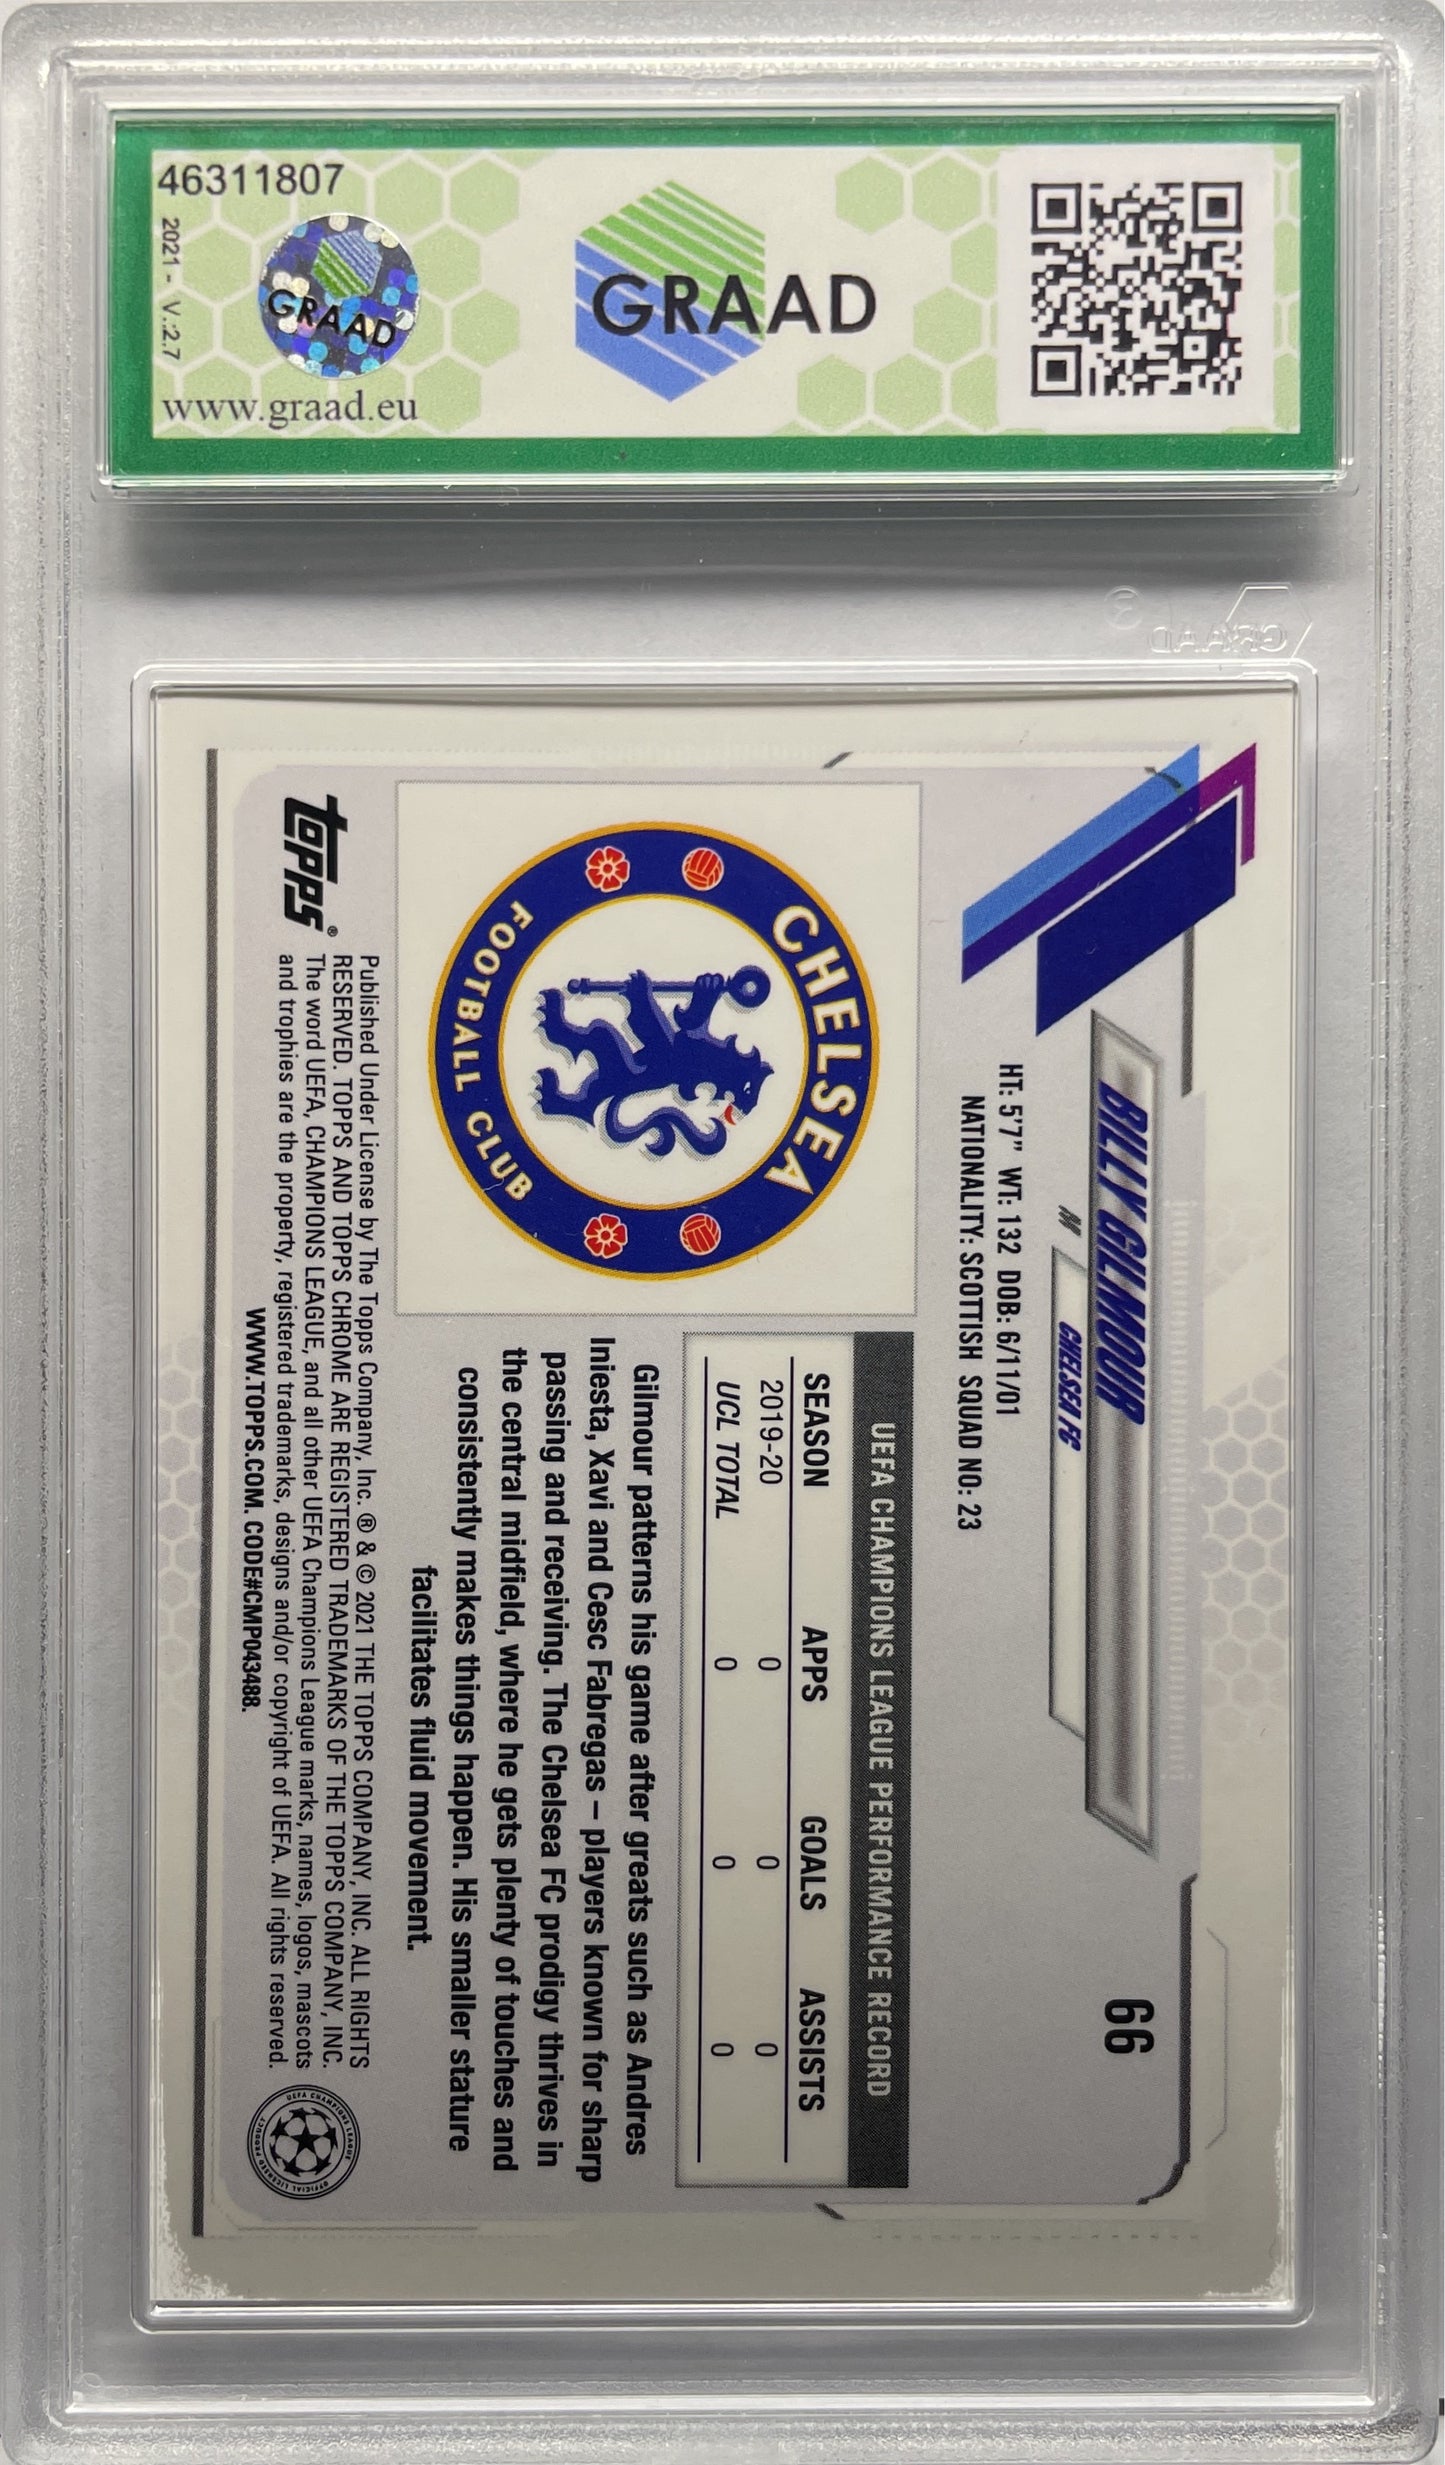 46311807
2021 - V.:2.7
GRAAD
www.graad.eu
GRAAD
GRAAD
66
BILLY GILMOUR
M CHELSEA FC
HT: 5'7" WT: 132 DOB: 6/11/01
NATIONALITY: SCOTTISH SQUAD NO: 23
CHELSEA
FOOTBALL CLUB
UEFA CHAMPIONS LEAGUE PERFORMANCE RECORD
SEASON APPS GOALS ASSISTS
2019-20 0 0 0
UCL TOTAL 0 0 0
Gilmour patterns his game after greats such as Andres
Iniesta, Xavi and Cesc Fabregas – players known for sharp
passing and receiving. The Chelsea FC prodigy thrives in
the central midfield, where he gets plenty of touches and
consistently makes things happen. His smaller stature
facilitates fluid movement.
topps®
Published Under License by The Topps Company, Inc. ® & © 2021 THE TOPPS COMPANY, INC. ALL RIGHTS
RESERVED. TOPPS AND TOPPS CHROME ARE REGISTERED TRADEMARKS OF THE TOPPS COMPANY, INC.
The word UEFA, CHAMPIONS LEAGUE, and all other UEFA Champions League marks, names, logos, mascots
and trophies are the property, registered trademarks, designs and/or copyright of UEFA. All rights reserved.
WWW.TOPPS.COM. CODE#CMP043488.
UEFA CHAMPIONS LEAGUE
OFFICIAL LICENSED PRODUCT